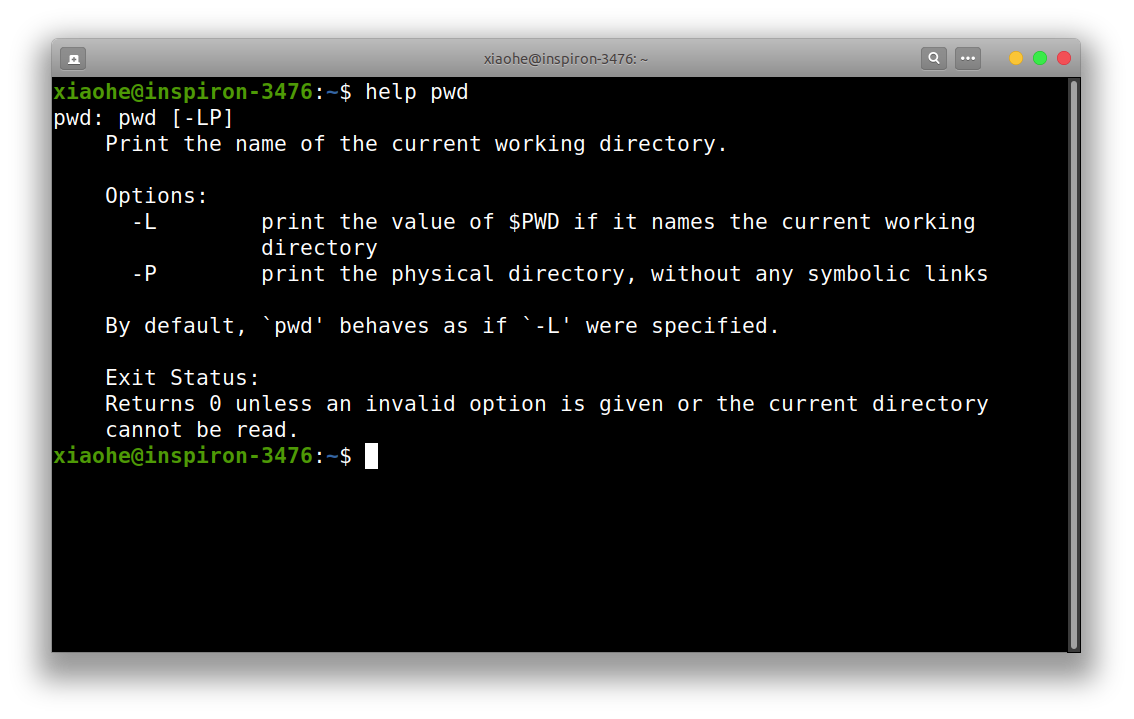 xiaohe@inspiron-3476: ~
xiaohe@inspiron-3476:~$ help pwd
pwd: pwd [-LP]
    Print the name of the current working directory.

    Options:
      -L        print the value of $PWD if it names the current working
                directory
      -P        print the physical directory, without any symbolic links

    By default, `pwd' behaves as if `-L' were specified.

    Exit Status:
    Returns 0 unless an invalid option is given or the current directory
    cannot be read.
xiaohe@inspiron-3476:~$